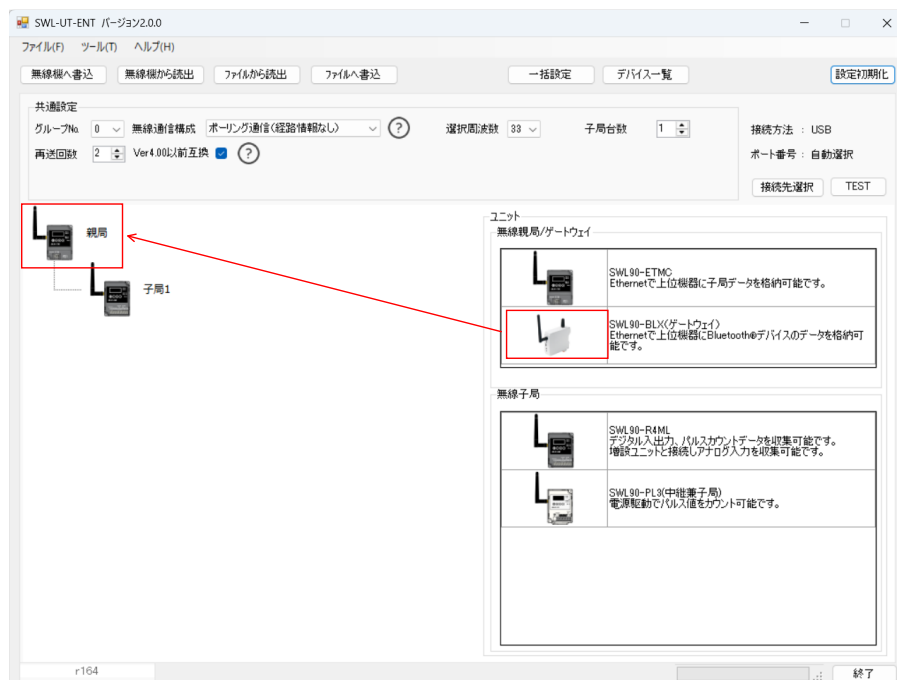 SWL-UT-ENT バージョン2.0.0
ファイル(F) ツール(T) ヘルプ(H)
無線機へ書込 無線機から読出 ファイルから読出 ファイルへ書込 一括設定 デバイス一覧 設定初期化
共通設定
グループNo. 0 無線通信構成 ポーリング通信(経路情報なし) ? 選択周波数 33 子局台数 1
再送回数 2 Ver4.00以前互換 ?
接続方法 : USB
ポート番号 : 自動選択
接続先選択 TEST
親局
子局1
ユニット
無線親局/ゲートウェイ
SWL90-ETMC
Ethernetで上位機器に子局データを格納可能です。
SWL90-BLX(ゲートウェイ)
Ethernetで上位機器にBluetooth®デバイスのデータを格納可
能です。
無線子局
SWL90-R4ML
デジタル入出力、パルスカウントデータを収集可能です。
増設ユニットと接続しアナログ入力を収集可能です。
SWL90-PL3(中継兼子局)
電源駆動でパルス値をカウント可能です。
r164
終了